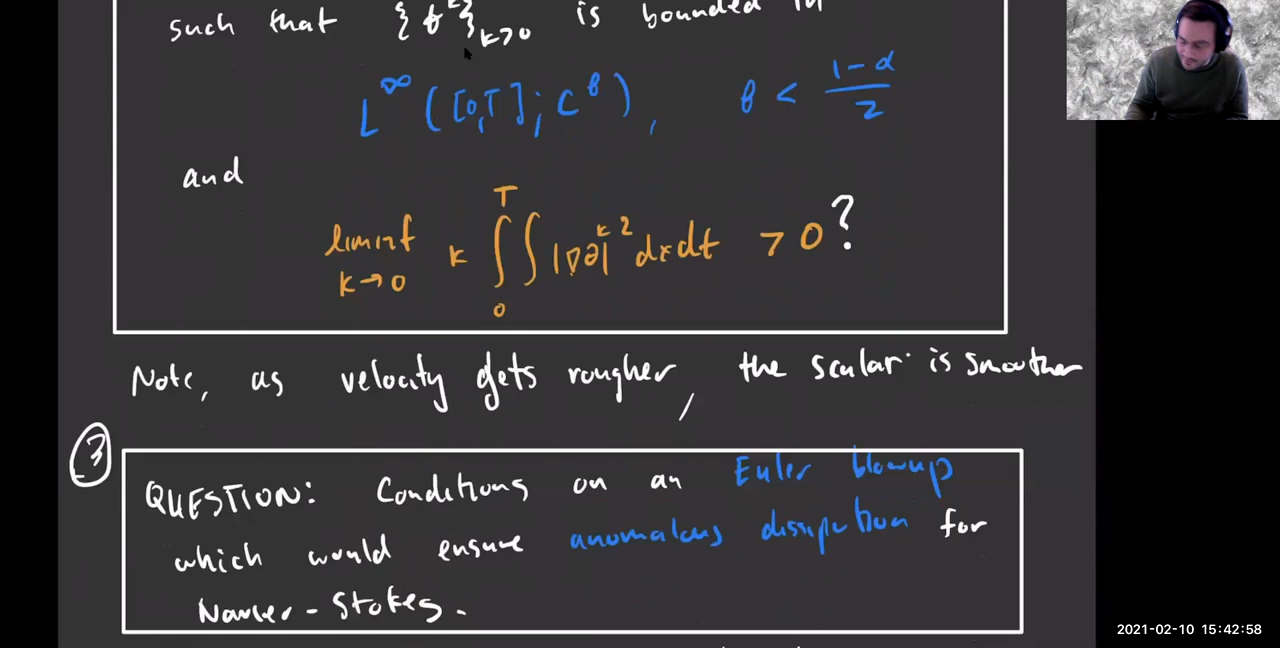 such that {θ^κ}_{κ>0} is bounded in
L^∞([0,T]; C^β), β < (1-α)/2
and
liminf_{κ→0} κ ∫_0^T ∫ |∇θ^κ|^2 dx dt > 0?
Note, as velocity gets rougher, the scalar is smoother
③
QUESTION: Conditions on an Euler blowup
which would ensure anomalous dissipation for
Navier-Stokes.
2021-02-10 15:42:58